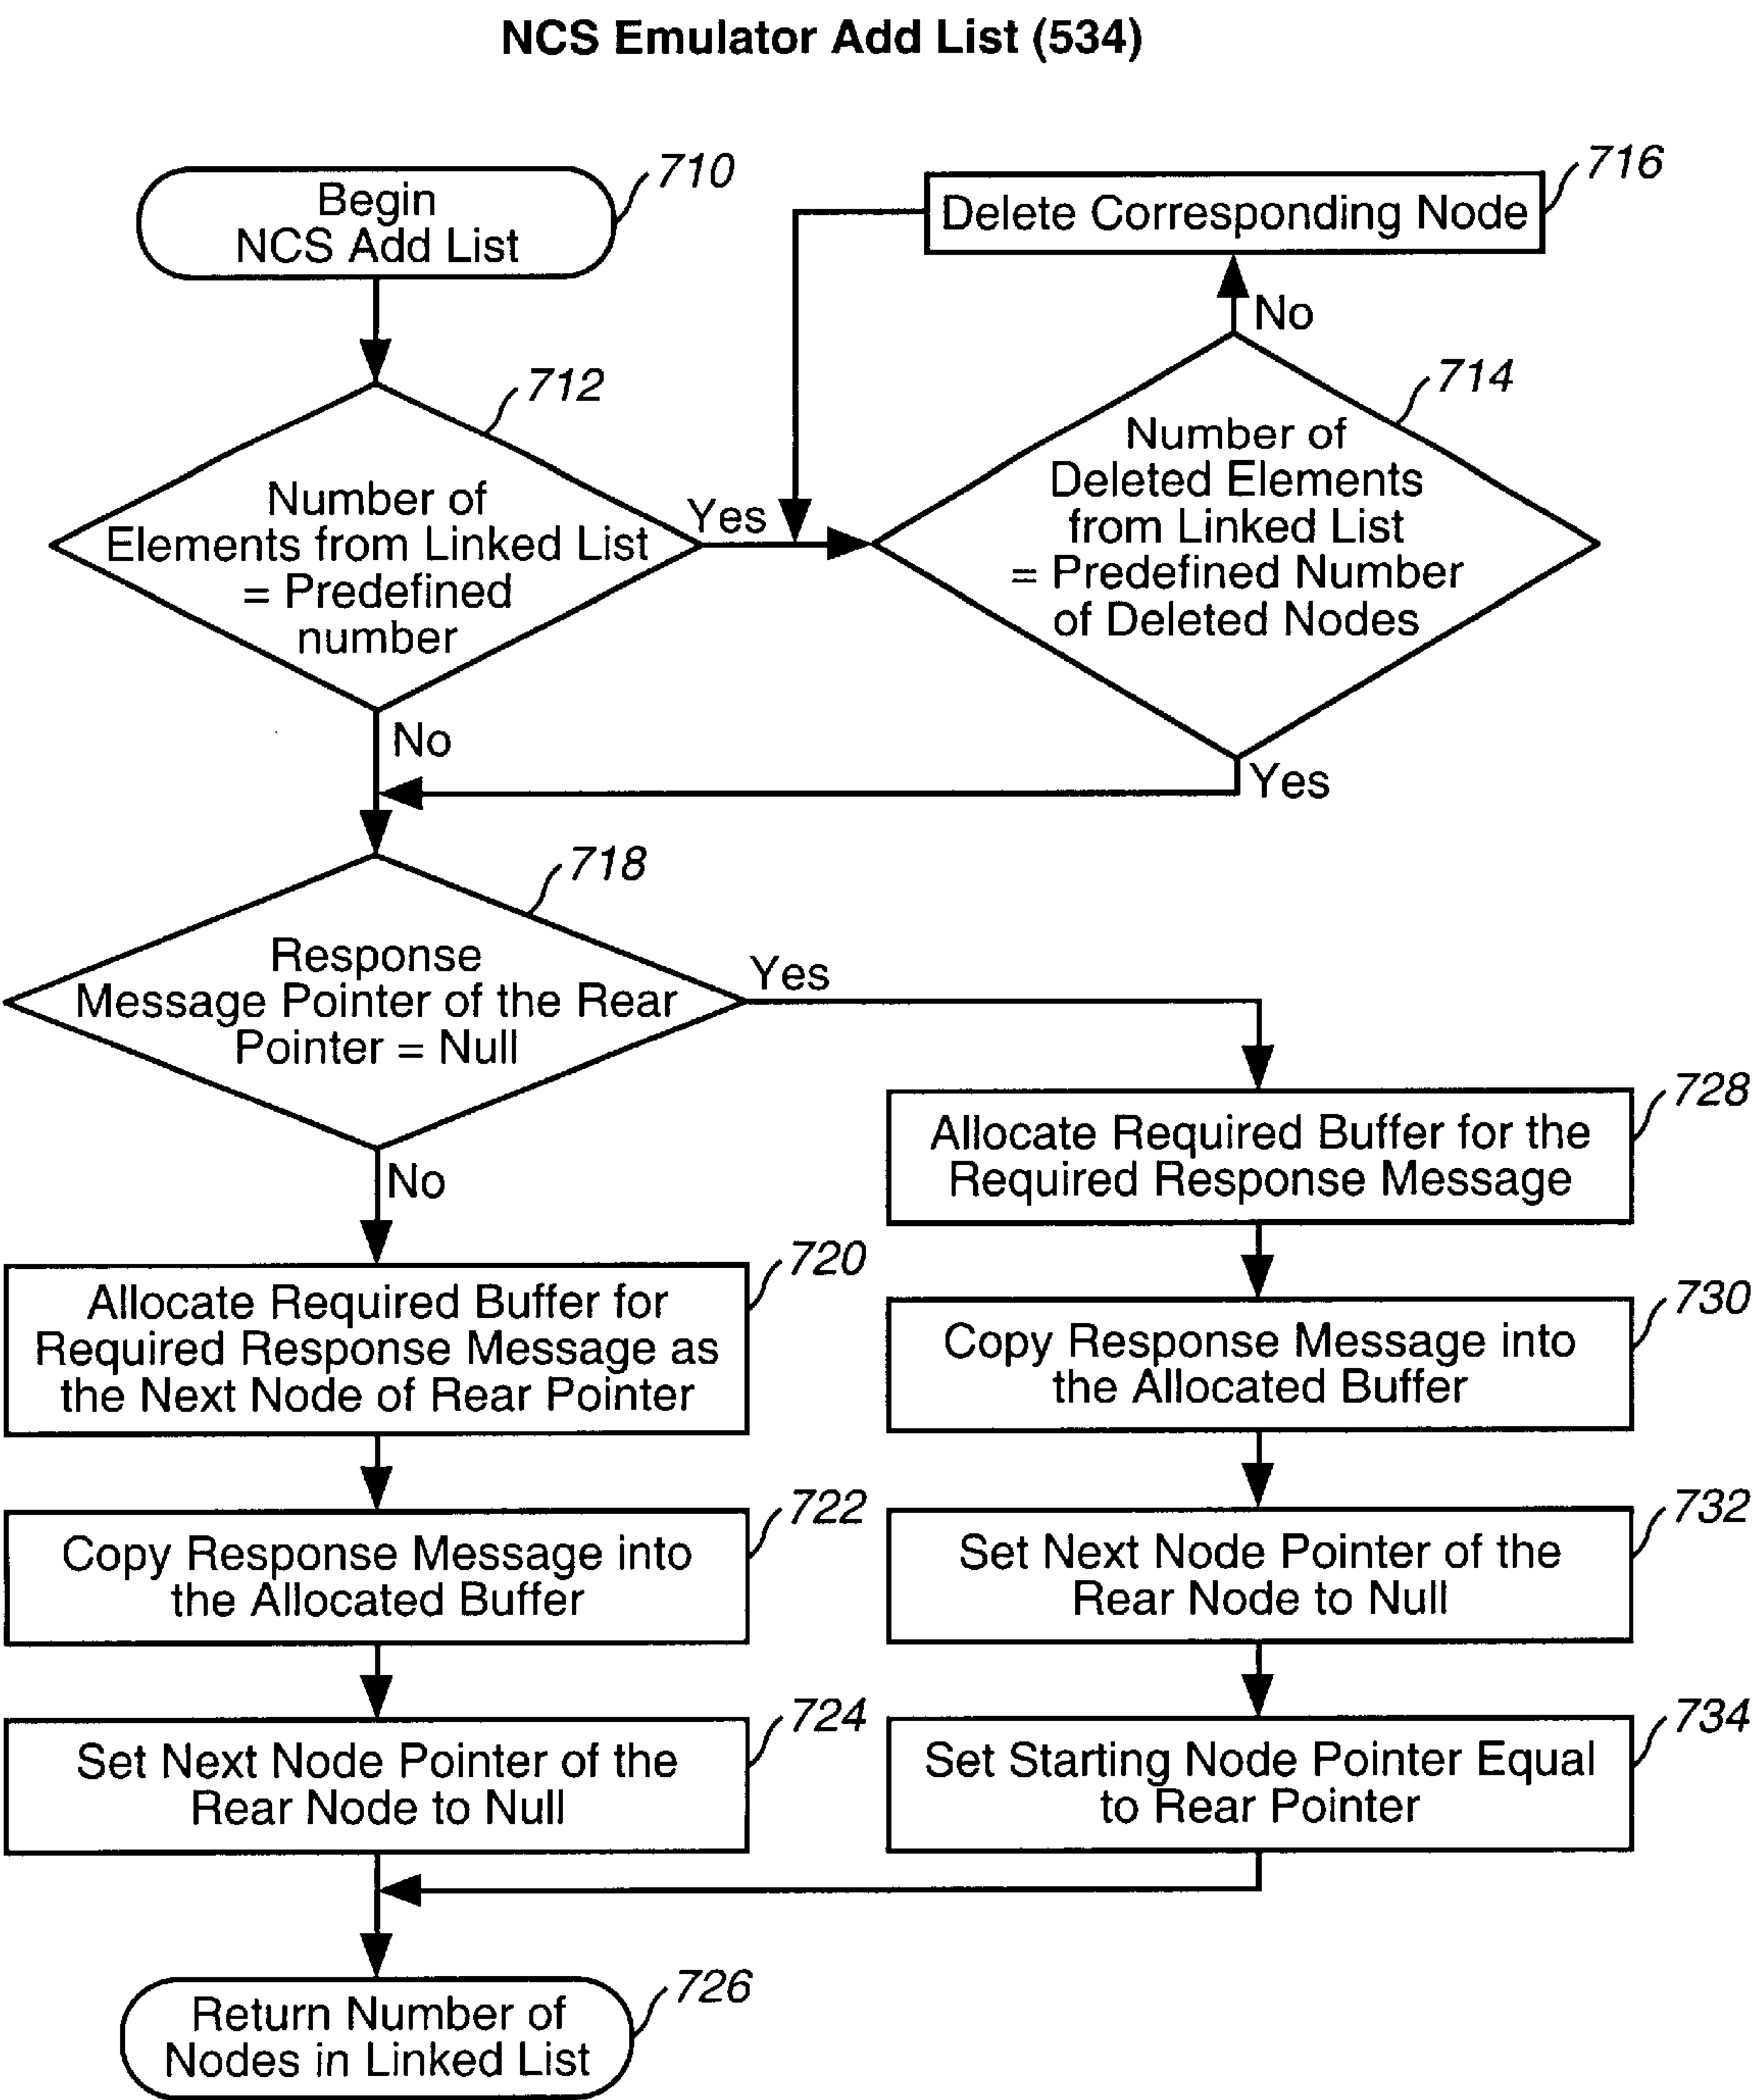 NCS Emulator Add List (534)
Begin
NCS Add List
710
Delete Corresponding Node
716
No
712
Number of
Elements from Linked List
= Predefined
number
Yes
714
Number of
Deleted Elements
from Linked List
= Predefined Number
of Deleted Nodes
No
Yes
718
Response
Message Pointer of the Rear
Pointer = Null
Yes
No
728
Allocate Required Buffer for the
Required Response Message
720
Allocate Required Buffer for
Required Response Message as
the Next Node of Rear Pointer
730
Copy Response Message into
the Allocated Buffer
722
Copy Response Message into
the Allocated Buffer
732
Set Next Node Pointer of the
Rear Node to Null
724
Set Next Node Pointer of the
Rear Node to Null
734
Set Starting Node Pointer Equal
to Rear Pointer
726
Return Number of
Nodes in Linked List